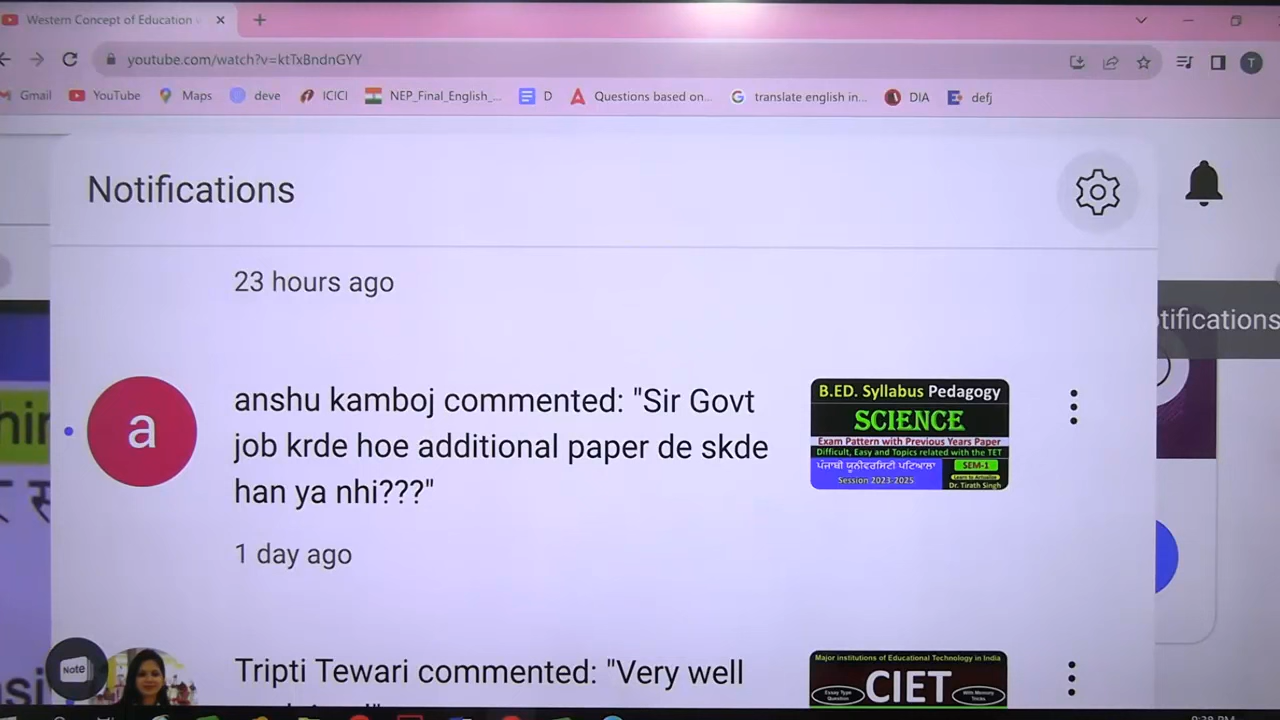 Western Concept of Education
youtube.com/watch?v=ktTxBndnGYY
T
Gmail
YouTube
Maps
deve
ICICI
NEP_Final_English_...
D
Questions based on...
translate english in...
DIA
defj
Notifications
23 hours ago
tifications
a
anshu kamboj commented: "Sir Govt
job krde hoe additional paper de skde
han ya nhi???"
1 day ago
B.ED. Syllabus Pedagogy
SCIENCE
Exam Pattern with Previous Years Paper
Difficult, Easy and Topics related with the TET
ਪੰਜਾਬੀ ਯੂਨੀਵਰਸਿਟੀ ਪਟਿਆਲਾ
SEM-1
Session 2023-2025
Learn to Actualise
Dr. Tirath Singh
Note
Tripti Tewari commented: "Very well
Major institutions of Educational Technology in India
Essay Type
Question
CIET
With Memory
Tricks